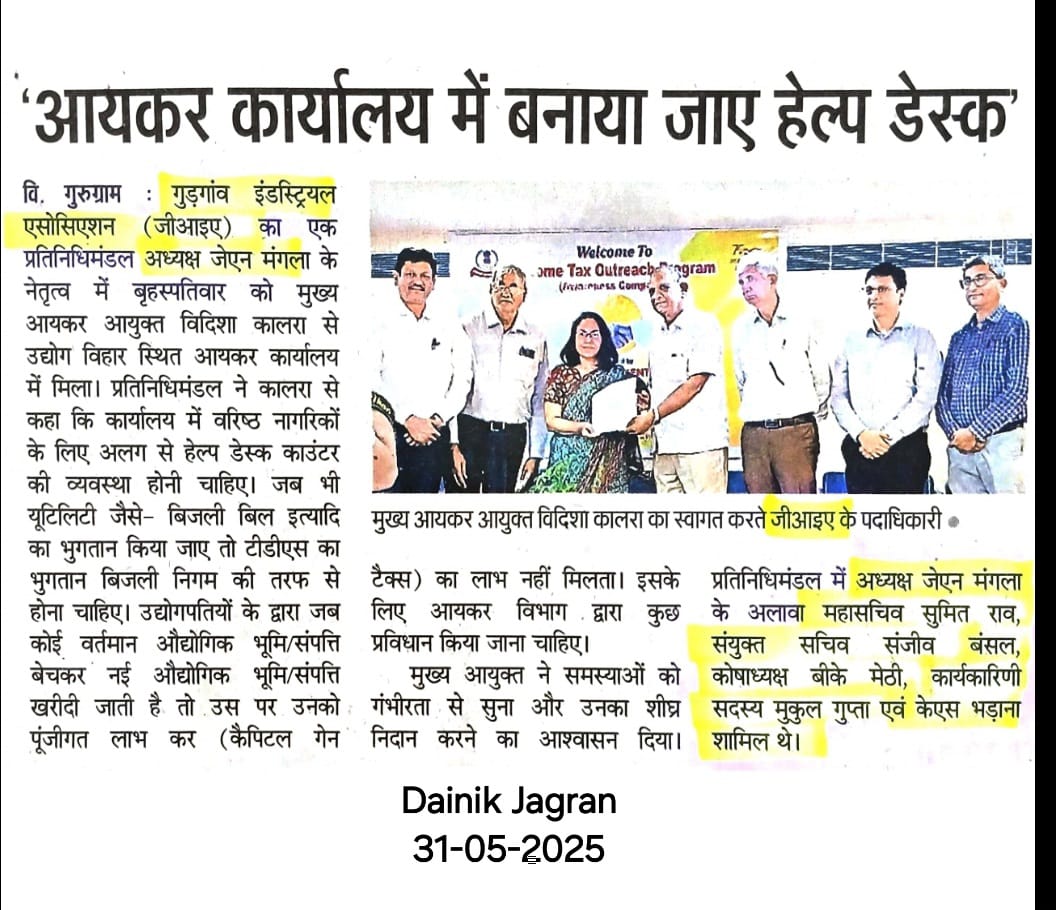 'आयकर कार्यालय में बनाया जाए हेल्प डेस्क'
वि. गुरुग्राम : गुड़गांव इंडस्ट्रियल
एसोसिएशन (जीआइए) का एक
प्रतिनिधिमंडल अध्यक्ष जेएन मंगला के
नेतृत्व में बृहस्पतिवार को मुख्य
आयकर आयुक्त विदिशा कालरा से
उद्योग विहार स्थित आयकर कार्यालय
में मिला। प्रतिनिधिमंडल ने कालरा से
कहा कि कार्यालय में वरिष्ठ नागरिकों
के लिए अलग से हेल्प डेस्क काउंटर
की व्यवस्था होनी चाहिए। जब भी
यूटिलिटी जैसे- बिजली बिल इत्यादि
का भुगतान किया जाए तो टीडीएस का
भुगतान बिजली निगम की तरफ से
होना चाहिए। उद्योगपतियों के द्वारा जब
कोई वर्तमान औद्योगिक भूमि/संपत्ति
बेचकर नई औद्योगिक भूमि/संपत्ति
खरीदी जाती है तो उस पर उनको
पूंजीगत लाभ कर (कैपिटल गेन
Welcome To
ome Tax Outreach Program
मुख्य आयकर आयुक्त विदिशा कालरा का स्वागत करते जीआइए के पदाधिकारी ●
टैक्स) का लाभ नहीं मिलता। इसके
लिए आयकर विभाग द्वारा कुछ
प्रविधान किया जाना चाहिए।
मुख्य आयुक्त ने समस्याओं को
गंभीरता से सुना और उनका शीघ्र
निदान करने का आश्वासन दिया।
प्रतिनिधिमंडल में अध्यक्ष जेएन मंगला
के अलावा महासचिव सुमित राव,
संयुक्त सचिव संजीव बंसल,
कोषाध्यक्ष बीके मेठी, कार्यकारिणी
सदस्य मुकुल गुप्ता एवं केएस भड़ाना
शामिल थे।
Dainik Jagran
31-05-2025